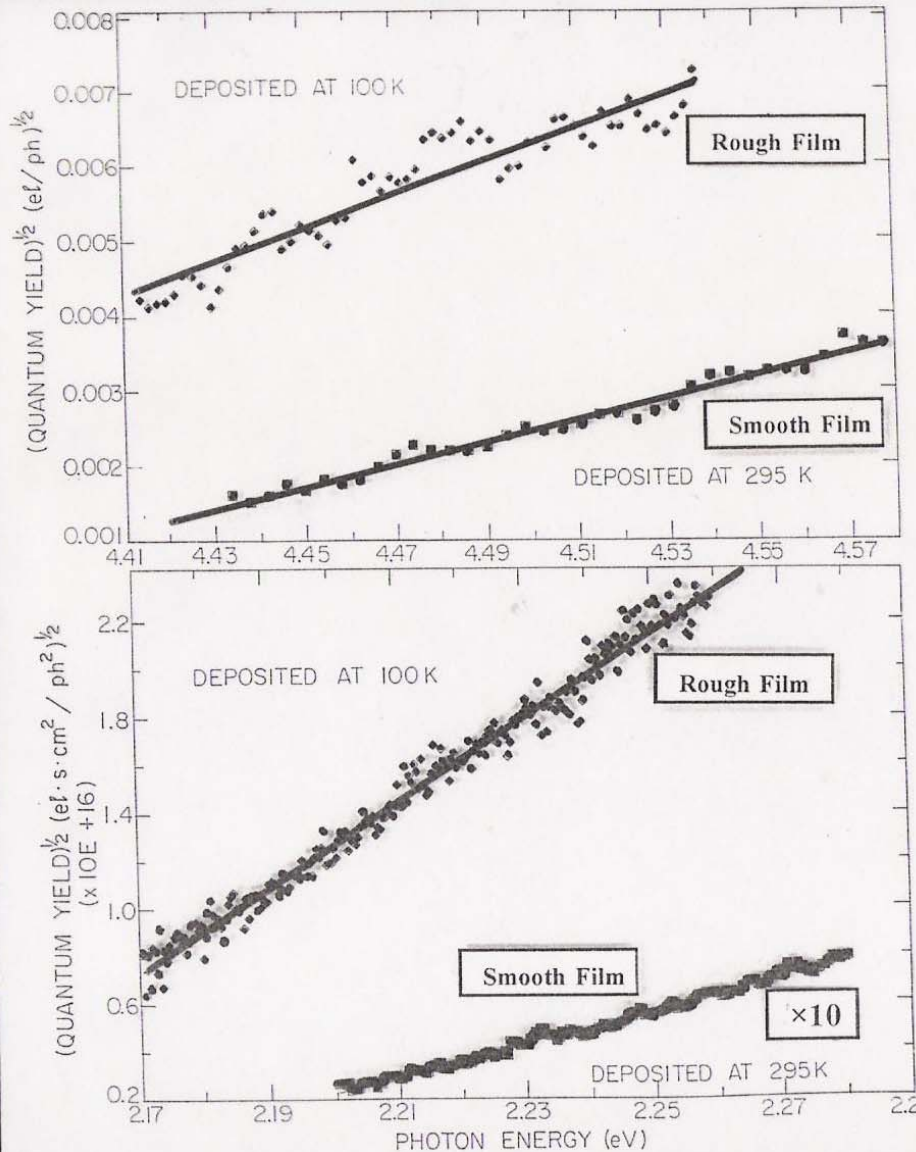 0.008
0.007
0.006
0.005
0.004
0.003
0.002
0.001
(QUANTUM YIELD)½ (el/ph)½
DEPOSITED AT 100K
Rough Film
Smooth Film
DEPOSITED AT 295 K
4.41 4.43 4.45 4.47 4.49 4.51 4.53 4.55 4.57
2.2
1.8
1.4
1.0
0.6
0.2
(QUANTUM YIELD)½ (el·s·cm² / ph²)½
(x 10E +16)
DEPOSITED AT 100K
Rough Film
Smooth Film
×10
DEPOSITED AT 295K
2.17 2.19 2.21 2.23 2.25 2.27
PHOTON ENERGY (eV)